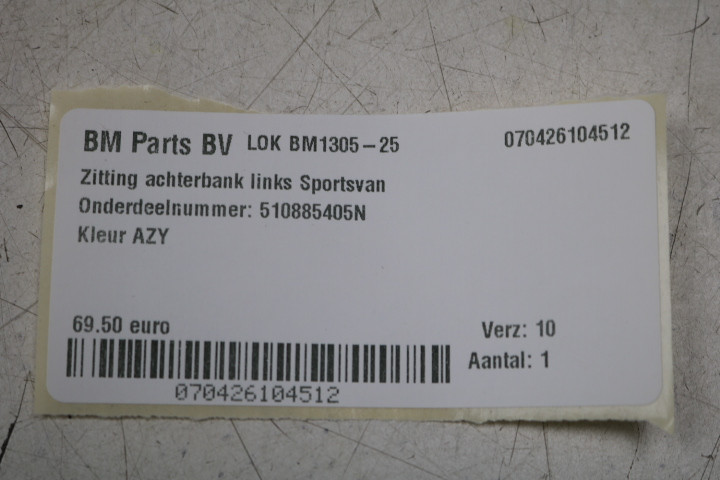 BM Parts BV LOK BM1305-25 070426104512
Zitting achterbank links Sportsvan
Onderdeelnummer: 510885405N
Kleur AZY
69.50 euro Verz: 10
Aantal: 1
070426104512